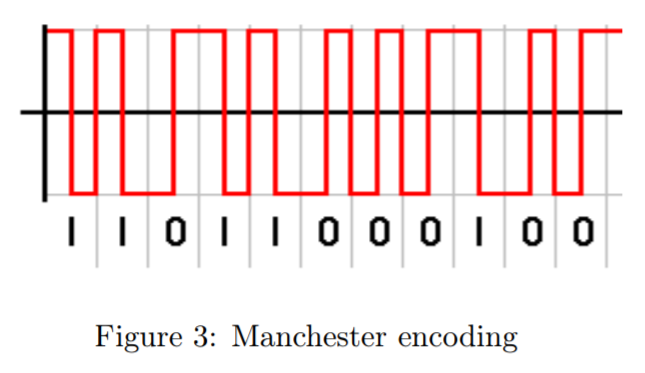 1 1 0 1 1 0 0 0 1 0 0
Figure 3: Manchester encoding